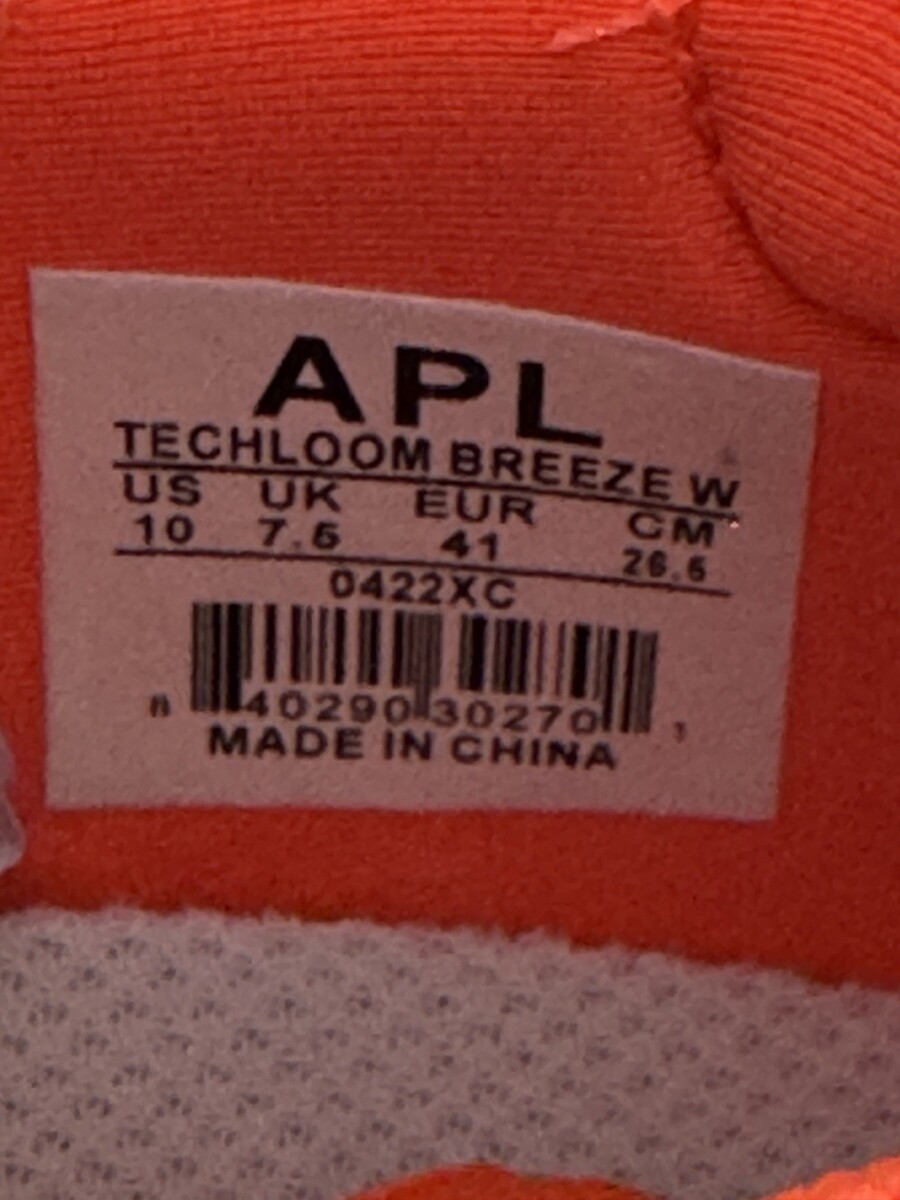 APL
TECHLOOM BREEZE W
US UK EUR CM
10 7.5 41 26.5
0422XC
8 40290 30270 3
MADE IN CHINA